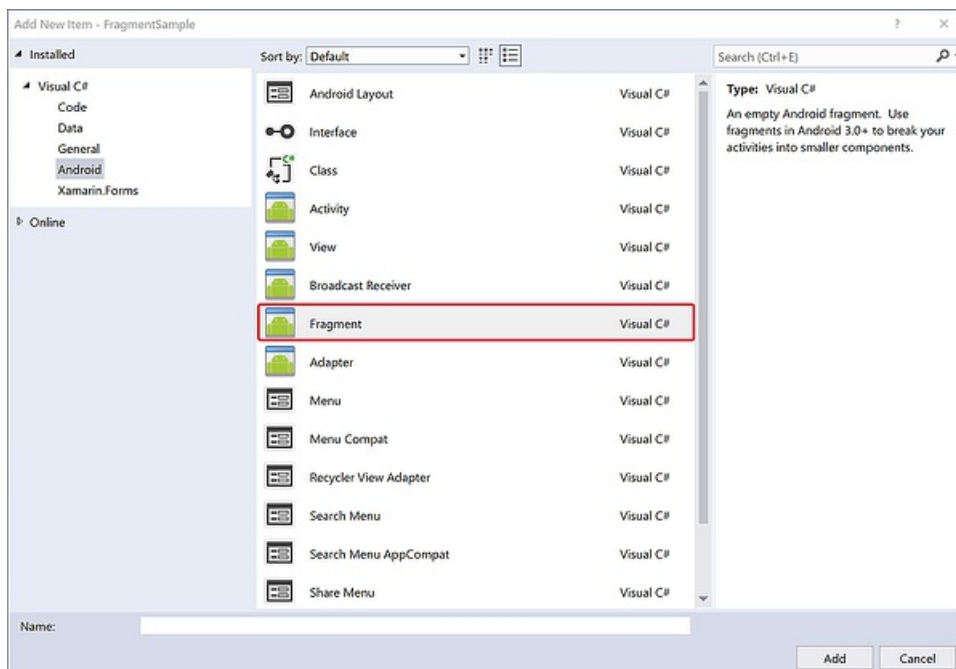 Add New Item - FragmentSample
Installed
Visual C#
Code
Data
General
Android
Xamarin.Forms
Online
Sort by: Default
Android Layout Visual C#
Interface Visual C#
Class Visual C#
Activity Visual C#
View Visual C#
Broadcast Receiver Visual C#
Fragment Visual C#
Adapter Visual C#
Menu Visual C#
Menu Compat Visual C#
Recycler View Adapter Visual C#
Search Menu Visual C#
Search Menu AppCompat Visual C#
Share Menu Visual C#
Search (Ctrl+E)
Type: Visual C#
An empty Android fragment. Use
fragments in Android 3.0+ to break your
activities into smaller components.
Name:
Add Cancel